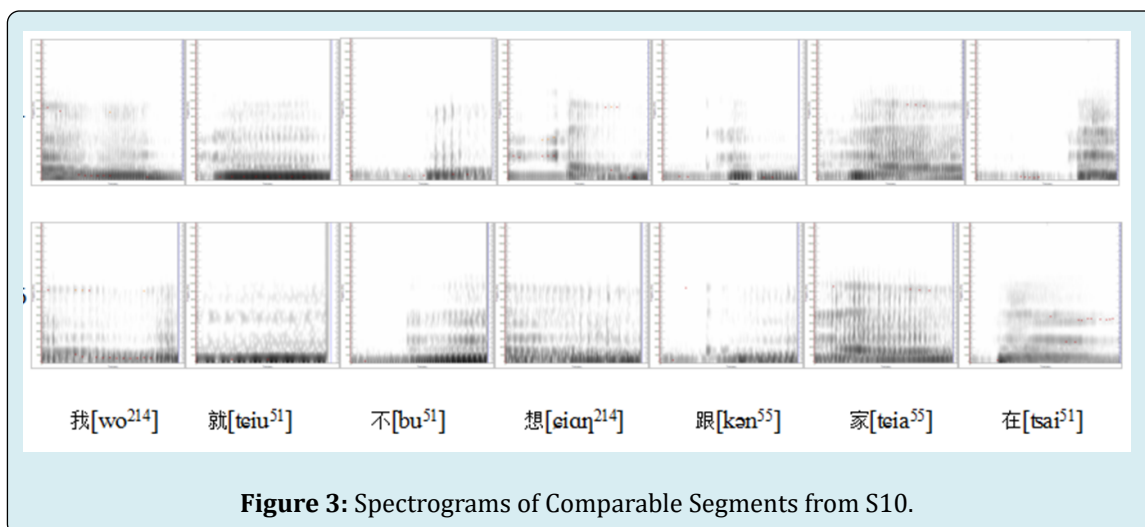 我[wo²¹⁴] 就[tɕiu⁵¹] 不[bu⁵¹] 想[ɕiɑŋ²¹⁴] 跟[kən⁵⁵] 家[tɕia⁵⁵] 在[tsai⁵¹]
Figure 3: Spectrograms of Comparable Segments from S10.